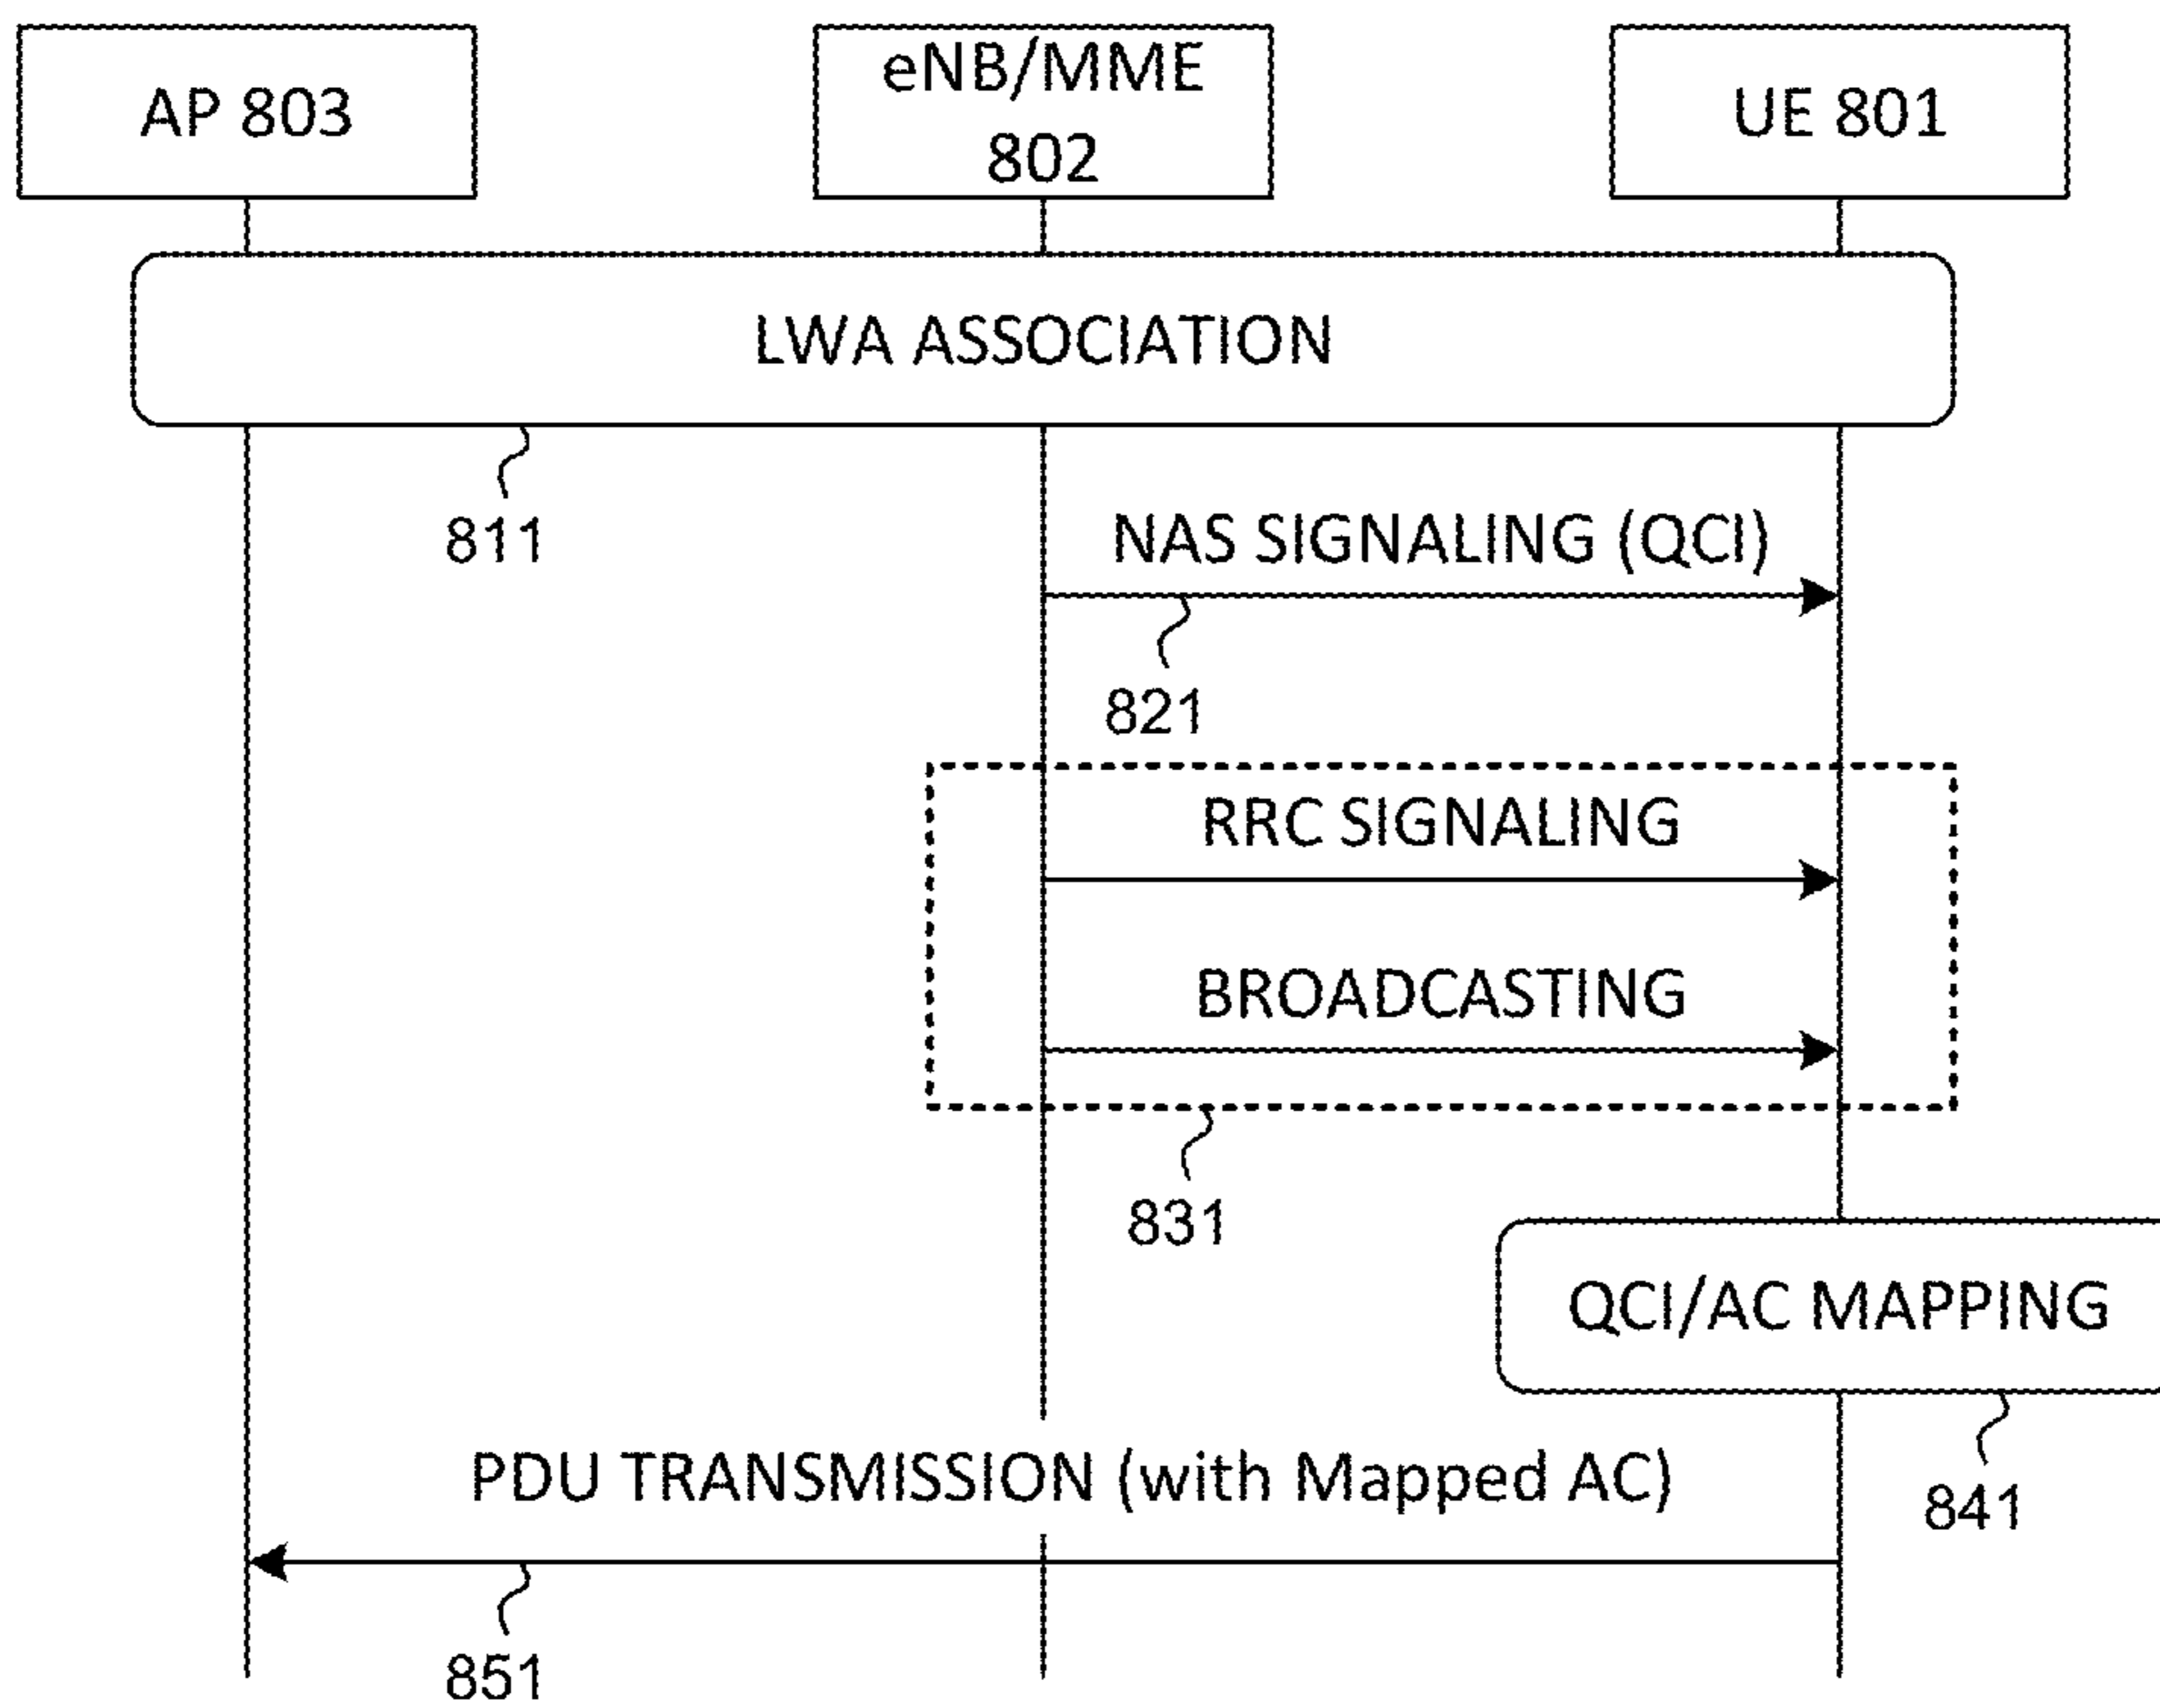 AP 803
eNB/MME
802
UE 801
LWA ASSOCIATION
811
NAS SIGNALING (QCI)
821
RRC SIGNALING
BROADCASTING
831
QCI/AC MAPPING
841
PDU TRANSMISSION (with Mapped AC)
851